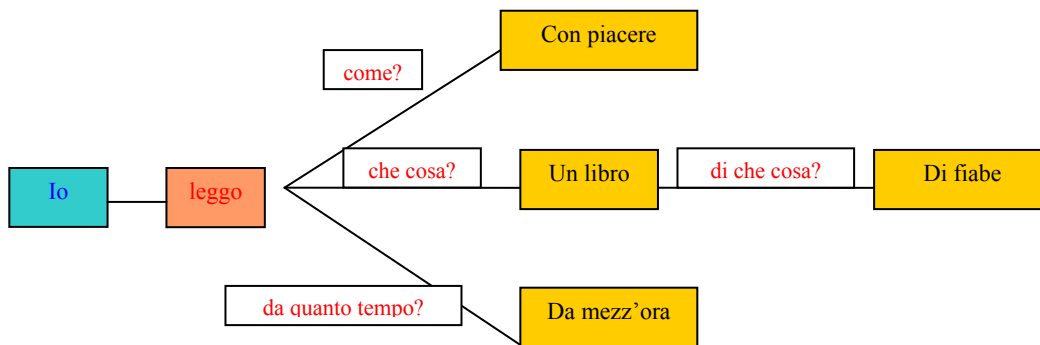 Con piacere
come?
Io
leggo
che cosa?
Un libro
di che cosa?
Di fiabe
da quanto tempo?
Da mezz'ora